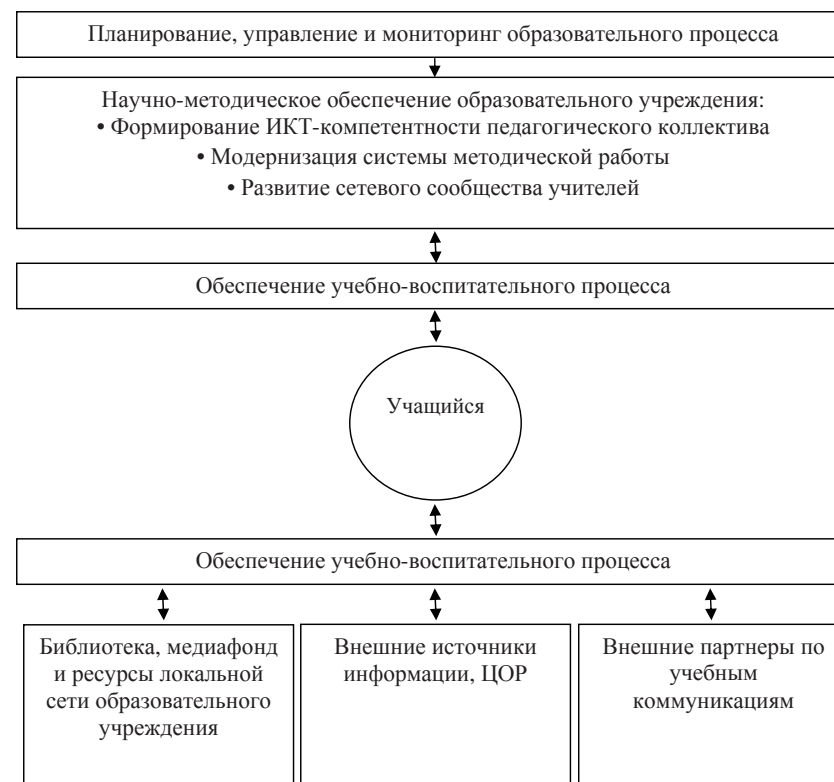 Планирование, управление и мониторинг образовательного процесса
Научно-методическое обеспечение образовательного учреждения:
• Формирование ИКТ-компетентности педагогического коллектива
• Модернизация системы методической работы
• Развитие сетевого сообщества учителей
Обеспечение учебно-воспитательного процесса
Учащийся
Обеспечение учебно-воспитательного процесса
Библиотека, медиафонд
и ресурсы локальной
сети образовательного
учреждения
Внешние источники
информации, ЦОР
Внешние партнеры по
учебным
коммуникациям